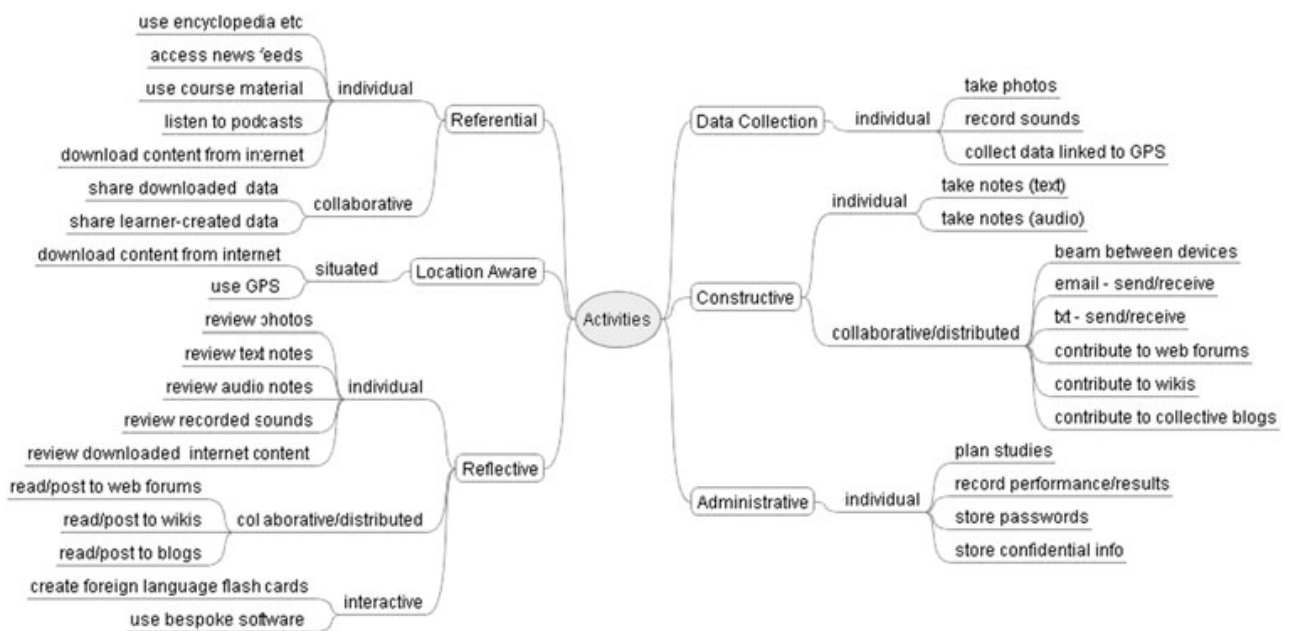 use encyclopedia etc
access news feeds
use course material
listen to podcasts
download content from internet
individual
share downloaded data
share learner-created data
collaborative
Referential
download content from internet
use GPS
situated
Location Aware
review photos
review text notes
review audio notes
review recorded sounds
review downloaded internet content
individual
read/post to web forums
read/post to wikis
read/post to blogs
collaborative/distributed
create foreign language flash cards
use bespoke software
interactive
Reflective
Activities
Data Collection
individual
take photos
record sounds
collect data linked to GPS
Constructive
individual
take notes (text)
take notes (audio)
collaborative/distributed
beam between devices
email - send/receive
txt - send/receive
contribute to web forums
contribute to wikis
contribute to collective blogs
Administrative
individual
plan studies
record performance/results
store passwords
store confidential info